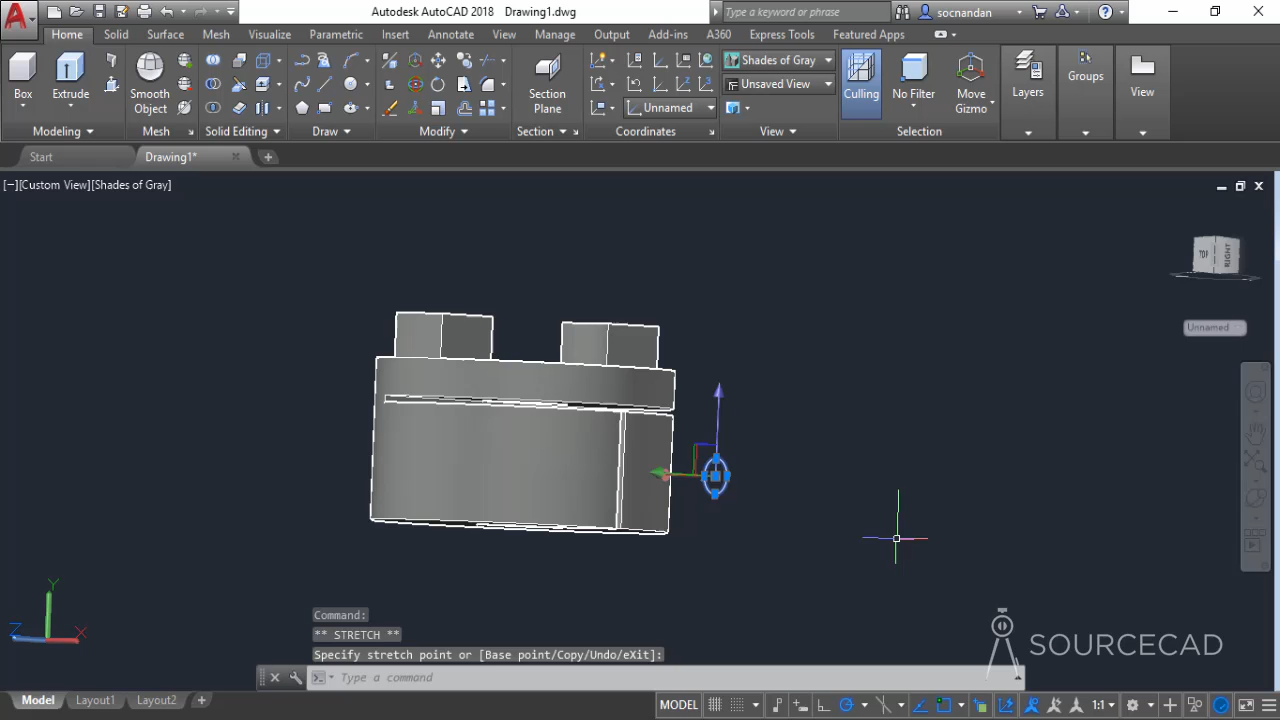 Autodesk AutoCAD 2018 Drawing1.dwg
Type a keyword or phrase
socnandan
Home Solid Surface Mesh Visualize Parametric Insert Annotate View Manage Output Add-ins A360 Express Tools Featured Apps
Box
Extrude
Smooth
Object
Section
Plane
Shades of Gray
Unsaved View
Unnamed
Culling
No Filter
Move
Gizmo
Layers
Groups
View
Modeling Mesh Solid Editing Draw Modify Section Coordinates View Selection
Start Drawing1*
[−][Custom View][Shades of Gray]
TOP RIGHT
Unnamed
Y
Z X
Command:
** STRETCH **
Specify stretch point or [Base point/Copy/Undo/eXit]:
Type a command
SOURCECAD
Model Layout1 Layout2
MODEL
1:1